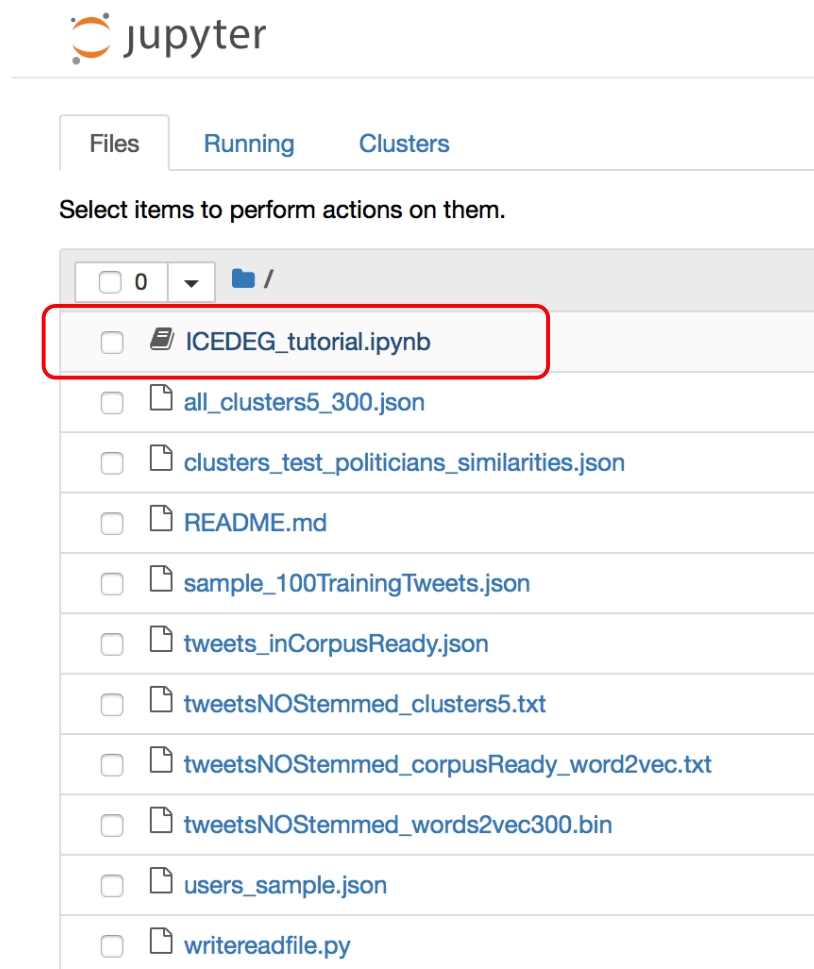 jupyter
Files Running Clusters
Select items to perform actions on them.
0 /
ICEDEG_tutorial.ipynb
all_clusters5_300.json
clusters_test_politicians_similarities.json
README.md
sample_100TrainingTweets.json
tweets_inCorpusReady.json
tweetsNOStemmed_clusters5.txt
tweetsNOStemmed_corpusReady_word2vec.txt
tweetsNOStemmed_words2vec300.bin
users_sample.json
writereadfile.py